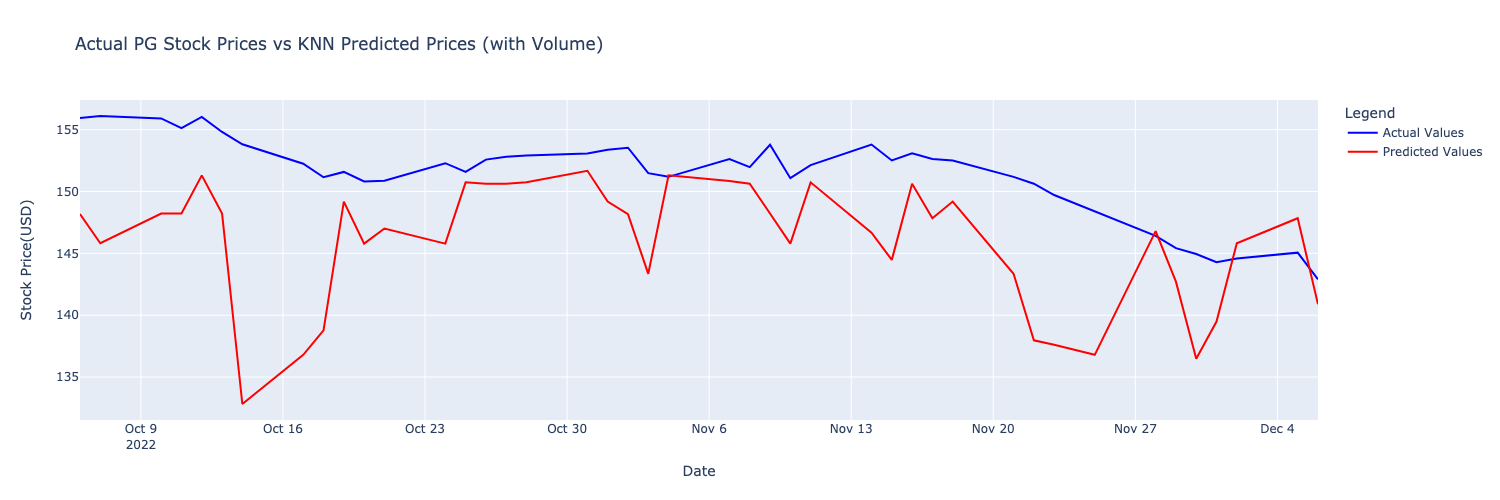 Actual PG Stock Prices vs KNN Predicted Prices (with Volume)
Legend
Actual Values
Predicted Values
Stock Price(USD)
155
150
145
140
135
Oct 9
2022
Oct 16
Oct 23
Oct 30
Nov 6
Nov 13
Nov 20
Nov 27
Dec 4
Date